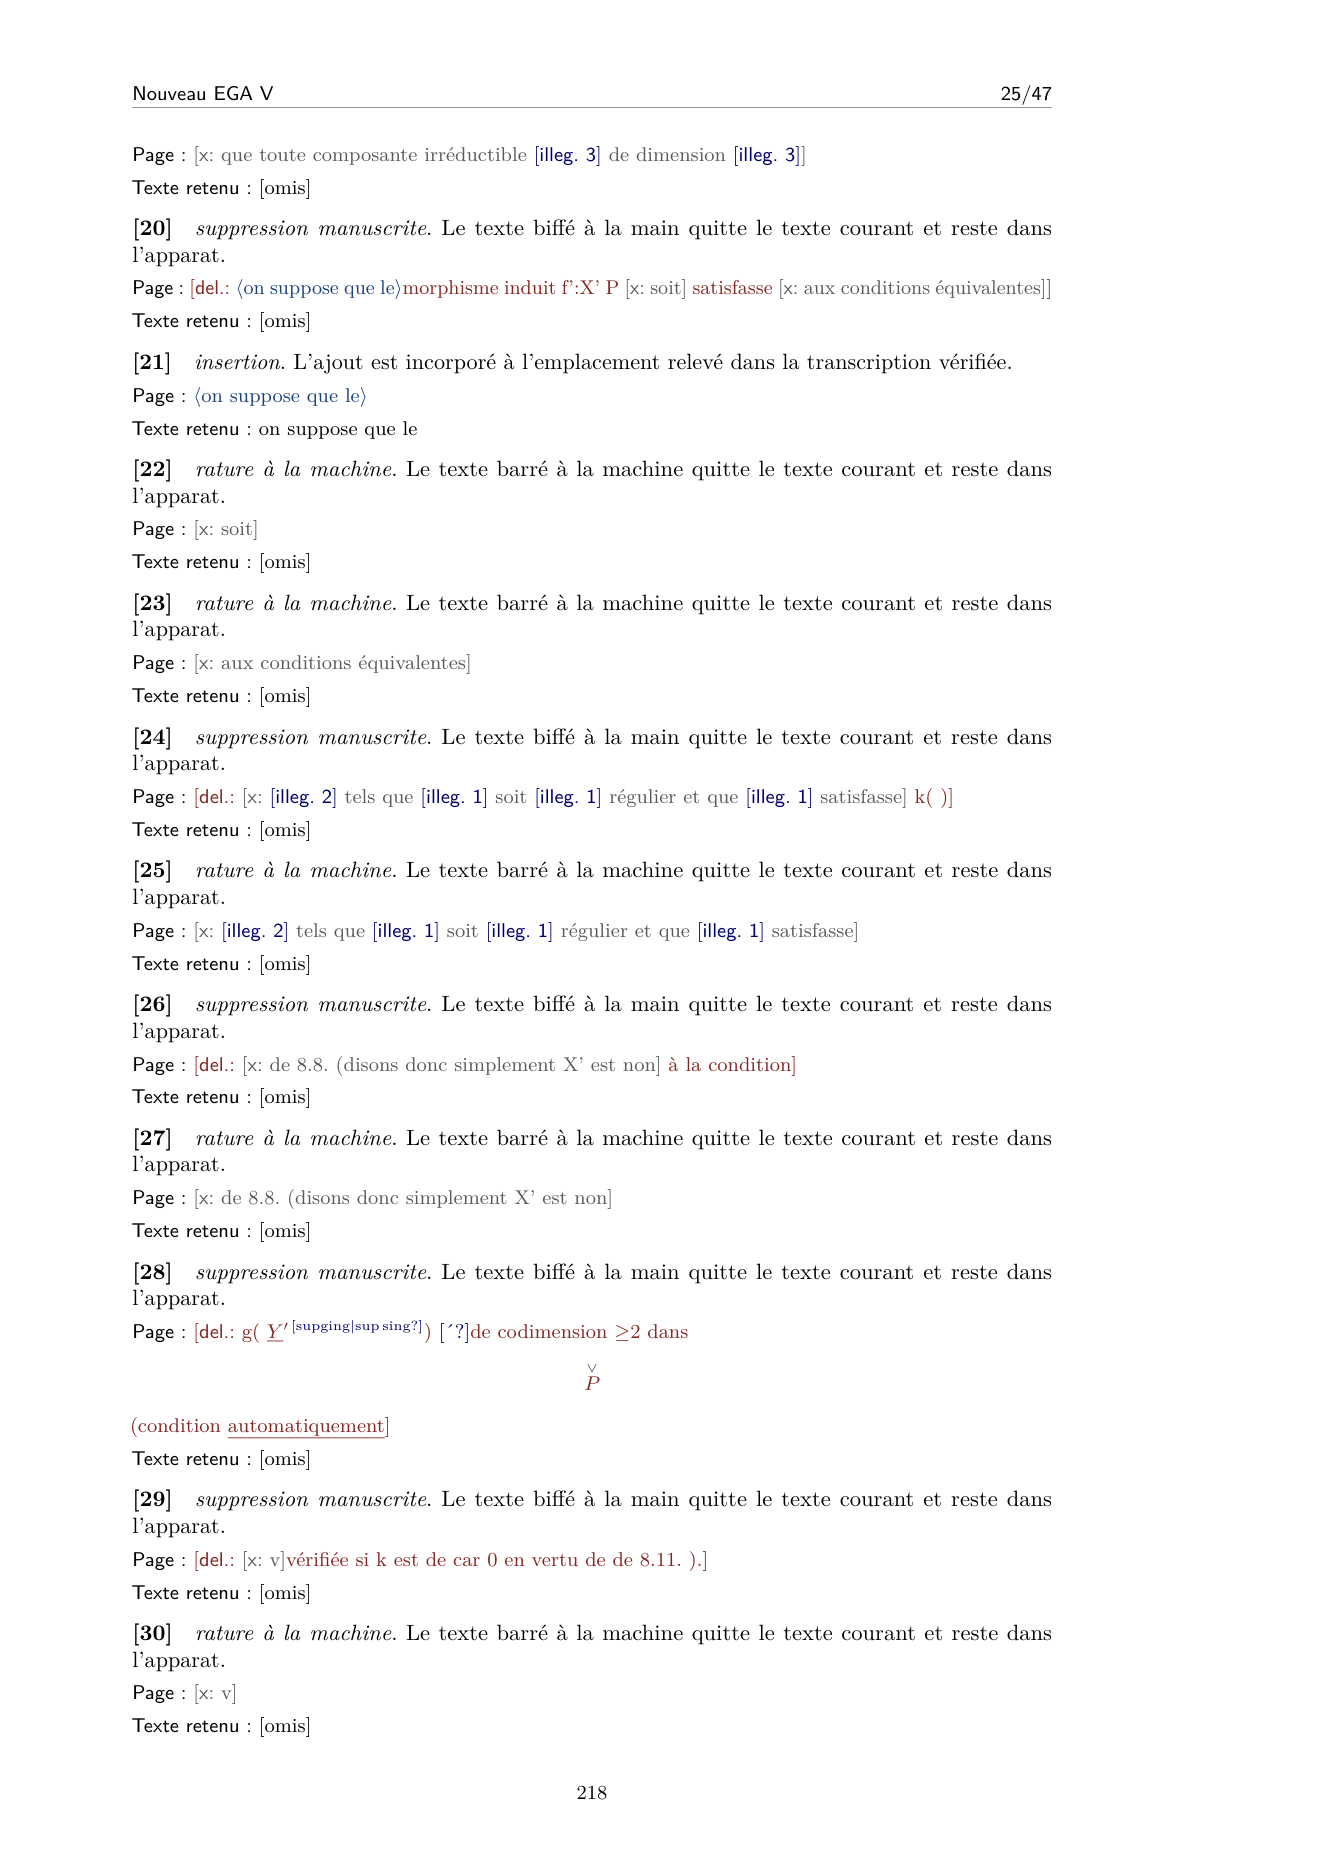 Nouveau EGA V 25/47
Page : [x: que toute composante irréductible [illeg. 3] de dimension [illeg. 3]]
Texte retenu : [omis]
[20] suppression manuscrite. Le texte biffé à la main quitte le texte courant et reste dans
l'apparat.
Page : [del.: ⟨on suppose que le⟩morphisme induit f':X' P [x: soit] satisfasse [x: aux conditions équivalentes]]
Texte retenu : [omis]
[21] insertion. L'ajout est incorporé à l'emplacement relevé dans la transcription vérifiée.
Page : ⟨on suppose que le⟩
Texte retenu : on suppose que le
[22] rature à la machine. Le texte barré à la machine quitte le texte courant et reste dans
l'apparat.
Page : [x: soit]
Texte retenu : [omis]
[23] rature à la machine. Le texte barré à la machine quitte le texte courant et reste dans
l'apparat.
Page : [x: aux conditions équivalentes]
Texte retenu : [omis]
[24] suppression manuscrite. Le texte biffé à la main quitte le texte courant et reste dans
l'apparat.
Page : [del.: [x: [illeg. 2] tels que [illeg. 1] soit [illeg. 1] régulier et que [illeg. 1] satisfasse] k( )]
Texte retenu : [omis]
[25] rature à la machine. Le texte barré à la machine quitte le texte courant et reste dans
l'apparat.
Page : [x: [illeg. 2] tels que [illeg. 1] soit [illeg. 1] régulier et que [illeg. 1] satisfasse]
Texte retenu : [omis]
[26] suppression manuscrite. Le texte biffé à la main quitte le texte courant et reste dans
l'apparat.
Page : [del.: [x: de 8.8. (disons donc simplement X' est non] à la condition]
Texte retenu : [omis]
[27] rature à la machine. Le texte barré à la machine quitte le texte courant et reste dans
l'apparat.
Page : [x: de 8.8. (disons donc simplement X' est non]
Texte retenu : [omis]
[28] suppression manuscrite. Le texte biffé à la main quitte le texte courant et reste dans
l'apparat.
Page : [del.: g( Y′[supging|sup sing?]) [´?]de codimension ≥2 dans
∨
P
(condition automatiquement]
Texte retenu : [omis]
[29] suppression manuscrite. Le texte biffé à la main quitte le texte courant et reste dans
l'apparat.
Page : [del.: [x: v]vérifiée si k est de car 0 en vertu de de 8.11. ).]
Texte retenu : [omis]
[30] rature à la machine. Le texte barré à la machine quitte le texte courant et reste dans
l'apparat.
Page : [x: v]
Texte retenu : [omis]
218